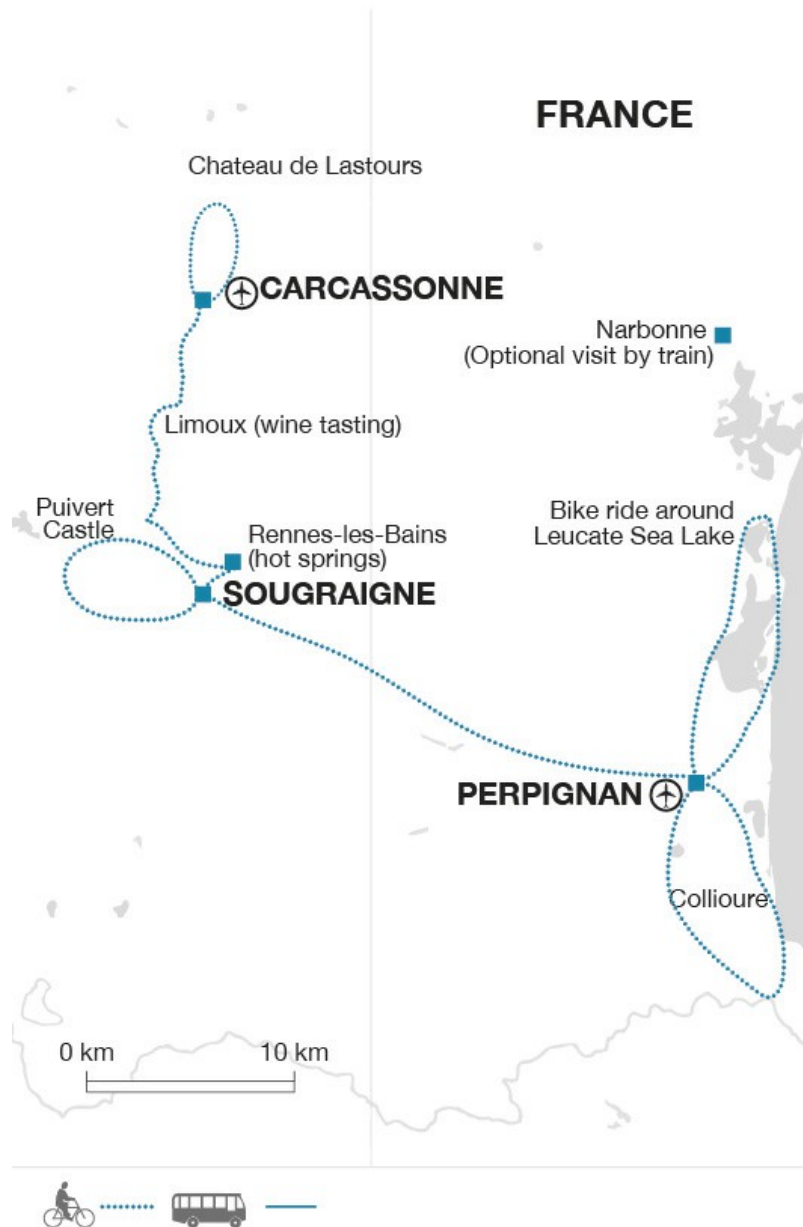 FRANCE
Chateau de Lastours
CARCASSONNE
Narbonne
(Optional visit by train)
Limoux (wine tasting)
Puivert
Castle
Bike ride around
Leucate Sea Lake
Rennes-les-Bains
(hot springs)
SOUGRAIGNE
PERPIGNAN
Collioure
0 km
10 km